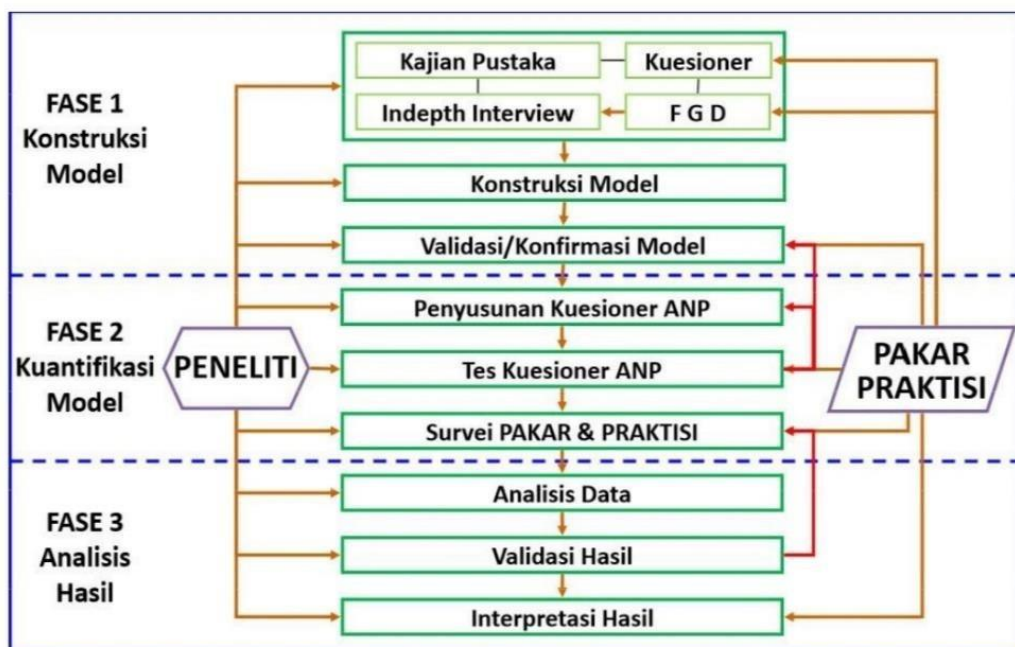 FASE 1
Konstruksi
Model
Kajian Pustaka
Kuesioner
Indepth Interview
F G D
Konstruksi Model
Validasi/Konfirmasi Model
FASE 2
Kuantifikasi
Model
PENELITI
Penyusunan Kuesioner ANP
Tes Kuesioner ANP
Survei PAKAR & PRAKTISI
PAKAR
PRAKTISI
FASE 3
Analisis
Hasil
Analisis Data
Validasi Hasil
Interpretasi Hasil